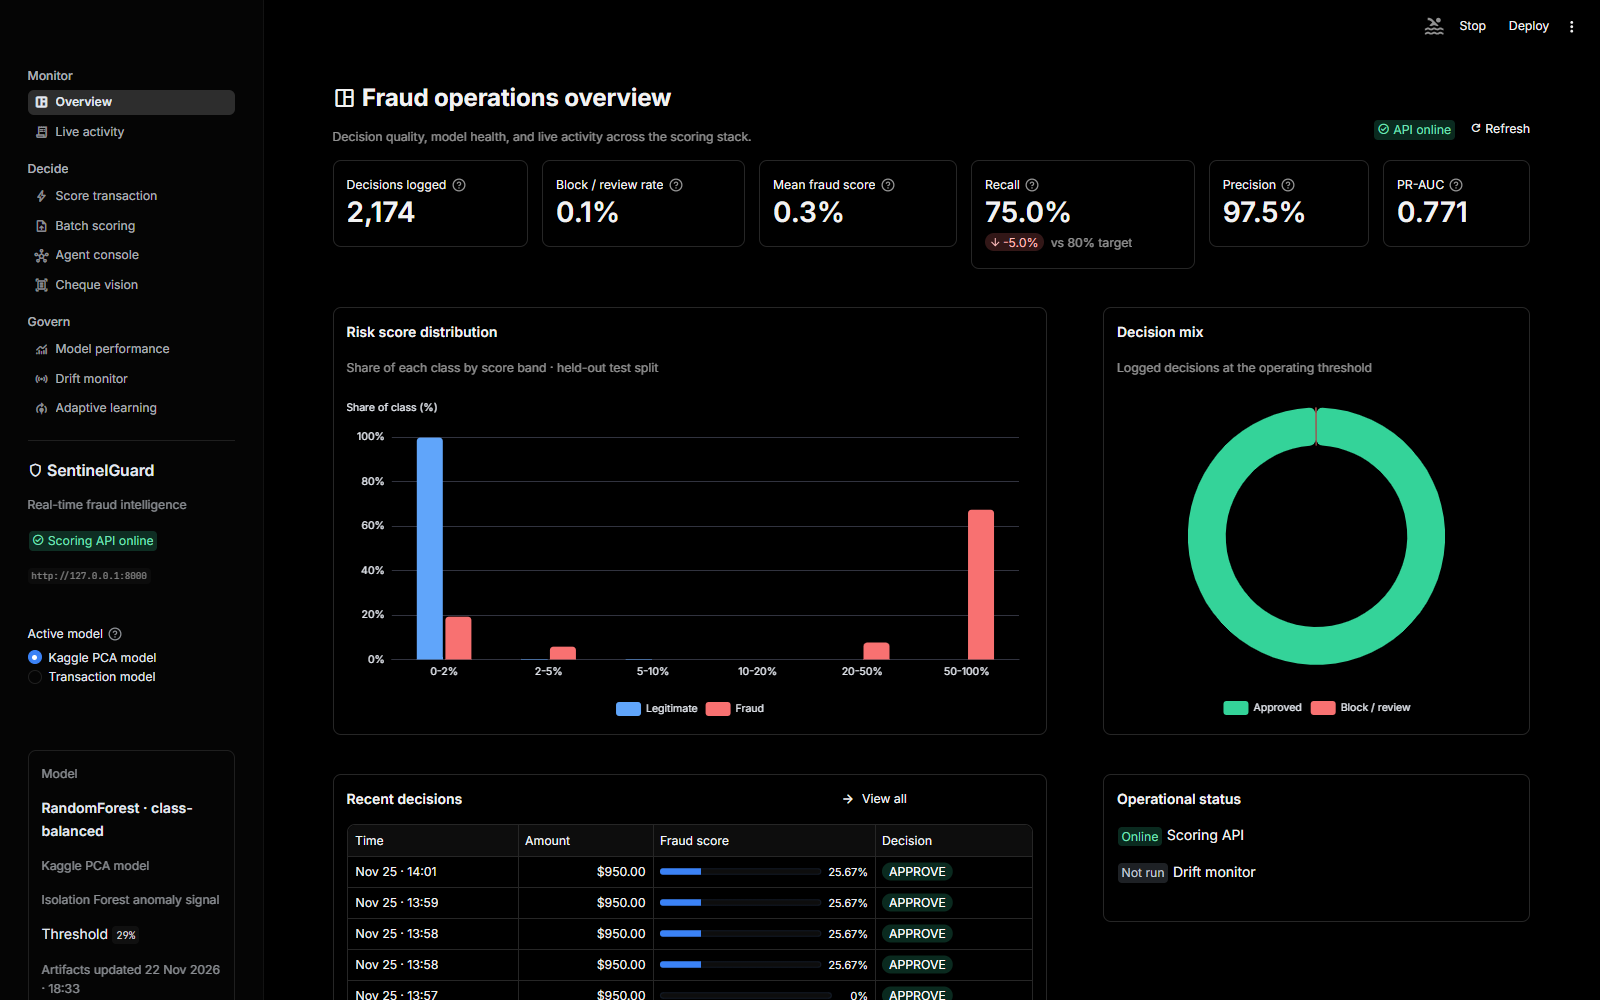 Stop Deploy
Monitor
Overview
Live activity
Decide
Score transaction
Batch scoring
Agent console
Cheque vision
Govern
Model performance
Drift monitor
Adaptive learning
SentinelGuard
Real-time fraud intelligence
Scoring API online
http://127.0.0.1:8000
Active model
Kaggle PCA model
Transaction model
Model
RandomForest · class-
balanced
Kaggle PCA model
Isolation Forest anomaly signal
Threshold 29%
Artifacts updated 22 Nov 2026
· 18:33
Fraud operations overview
Decision quality, model health, and live activity across the scoring stack.
API online Refresh
Decisions logged
2,174
Block / review rate
0.1%
Mean fraud score
0.3%
Recall
75.0%
-5.0% vs 80% target
Precision
97.5%
PR-AUC
0.771
Risk score distribution
Share of each class by score band · held-out test split
Share of class (%)
100%
80%
60%
40%
20%
0%
0-2% 2-5% 5-10% 10-20% 20-50% 50-100%
Legitimate Fraud
Decision mix
Logged decisions at the operating threshold
Approved Block / review
Recent decisions View all
Time Amount Fraud score Decision
Nov 25 · 14:01 $950.00 25.67% APPROVE
Nov 25 · 13:59 $950.00 25.67% APPROVE
Nov 25 · 13:58 $950.00 25.67% APPROVE
Nov 25 · 13:58 $950.00 25.67% APPROVE
Nov 25 · 13:57 $950.00 0% APPROVE
Operational status
Online Scoring API
Not run Drift monitor